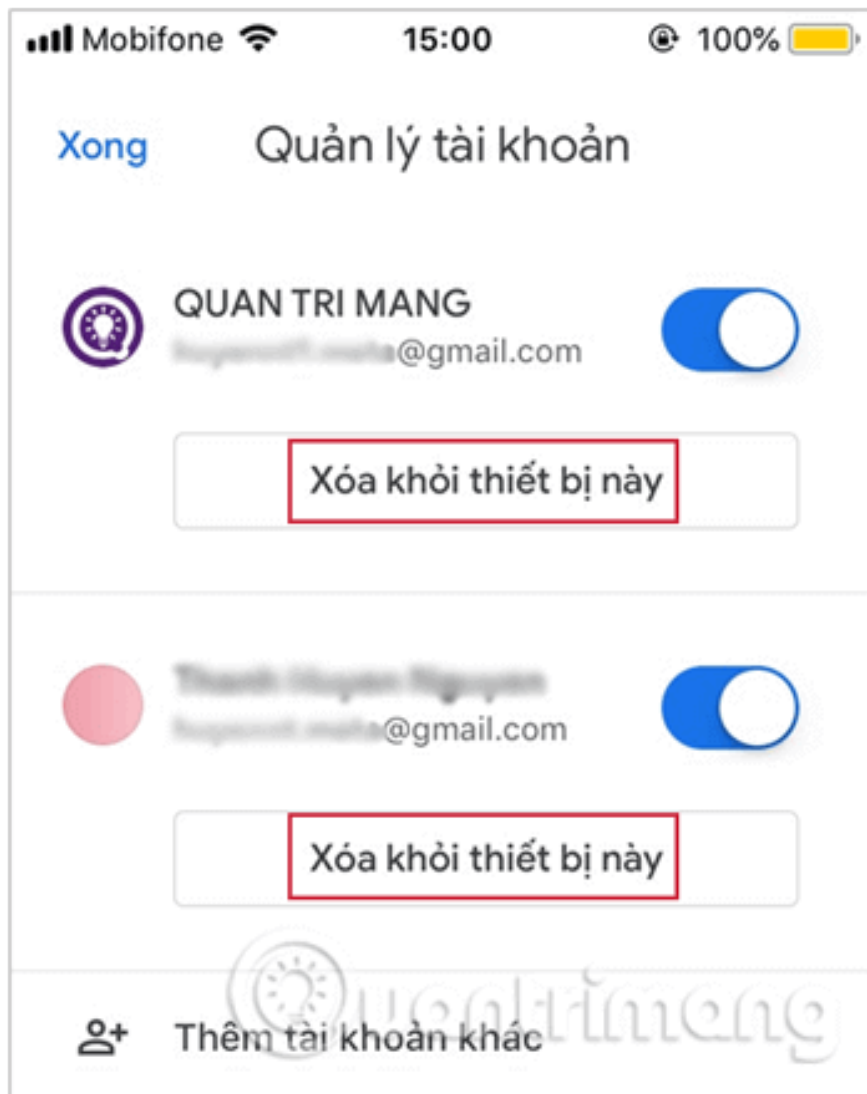 Mobifone 15:00 100%
Xong Quản lý tài khoản
QUAN TRI MANG
@gmail.com
Xóa khỏi thiết bị này
@gmail.com
Xóa khỏi thiết bị này
Thêm tài khoản khác
Quantrimang